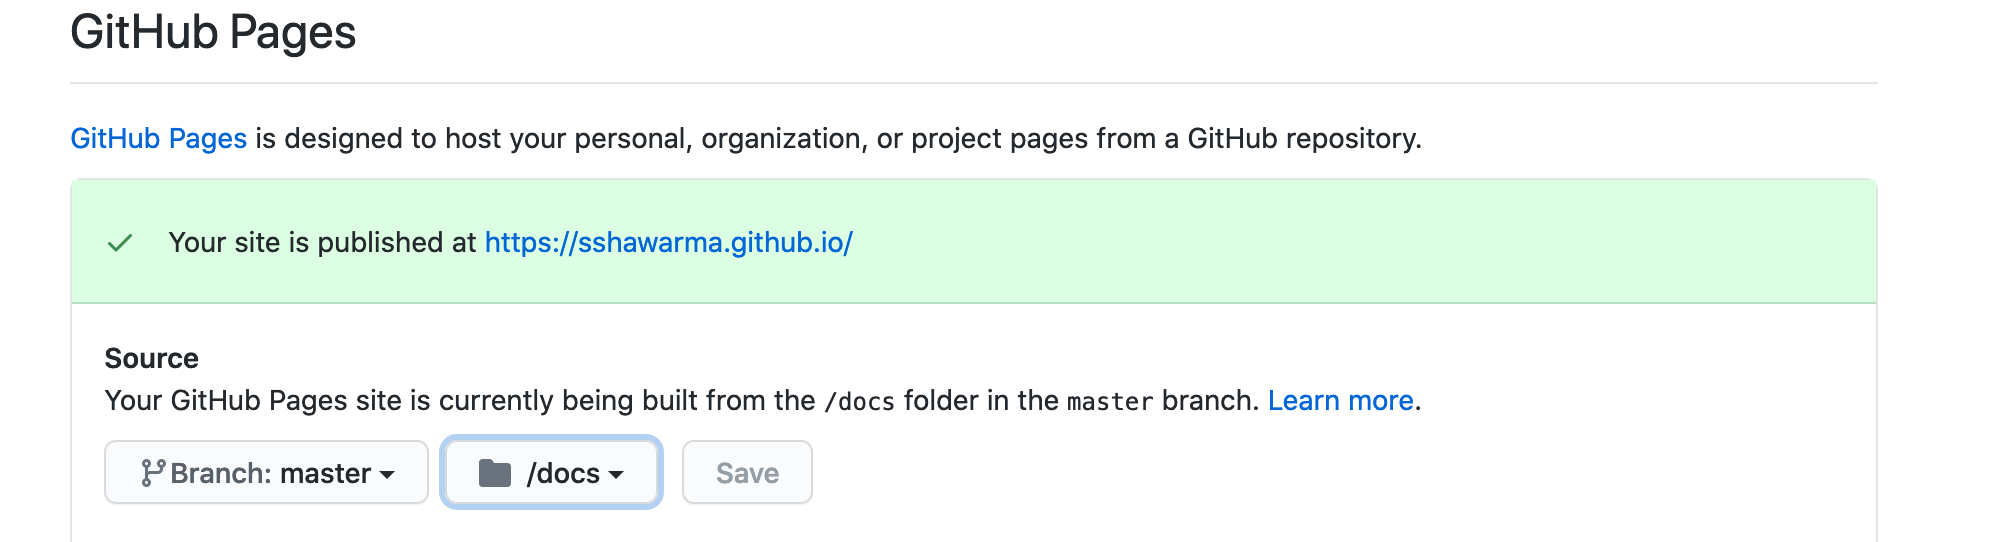 GitHub Pages
GitHub Pages is designed to host your personal, organization, or project pages from a GitHub repository.
Your site is published at https://sshawarma.github.io/
Source
Your GitHub Pages site is currently being built from the /docs folder in the master branch. Learn more.
Branch: master /docs Save